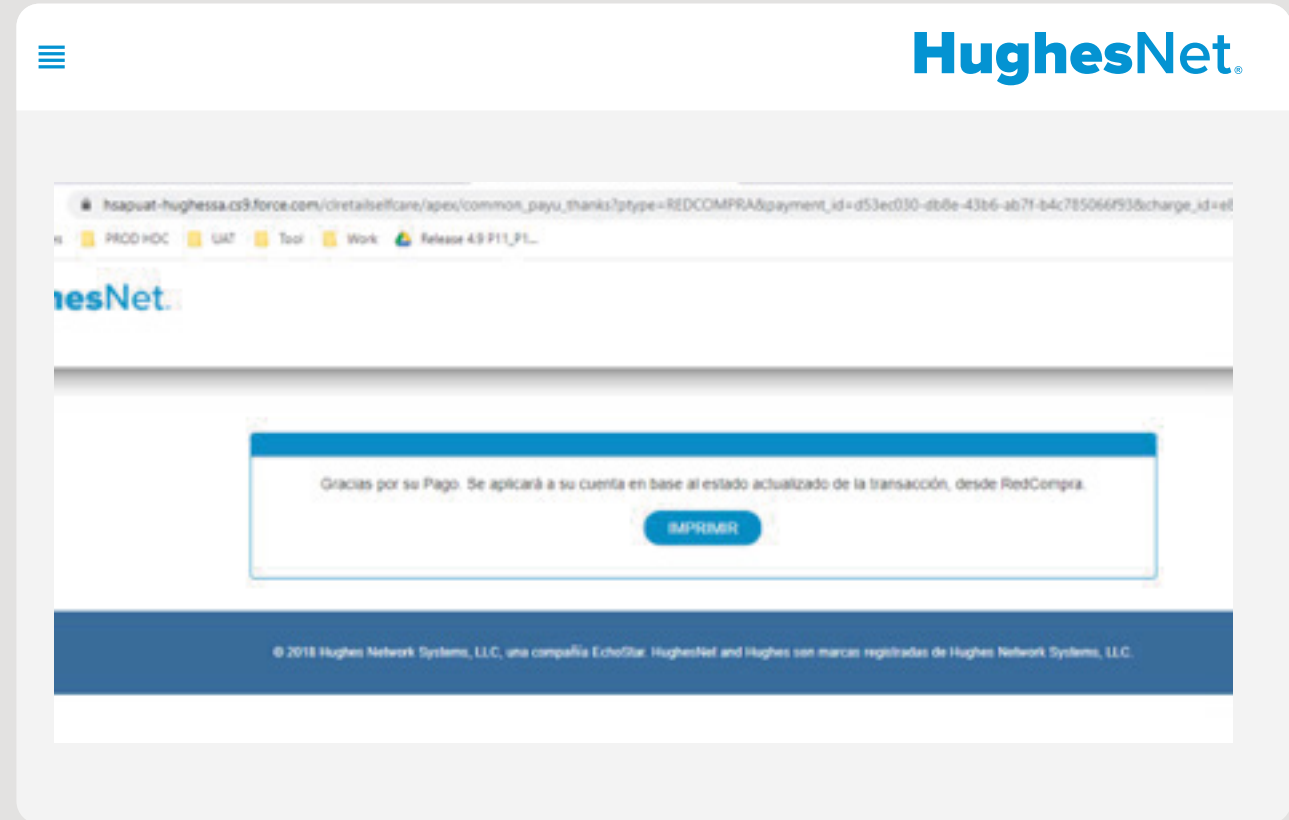 HughesNet®
hsapuat-hughessa.cs9.force.com/clretailselfcare/apex/common_payu_thanks?ptype=REDCOMPRA&payment_id=d53ec030-db8e-43b6-ab7f-b4c785066f93&charge_id=e8
PROD HOC UAT Tool Work Release 4.9 P11_P1...
hesNet.
Gracias por su Pago. Se aplicará a su cuenta en base al estado actualizado de la transacción, desde RedCompra.
IMPRIMIR
© 2018 Hughes Network Systems, LLC, una compañía EchoStar. HughesNet and Hughes son marcas registradas de Hughes Network Systems, LLC.